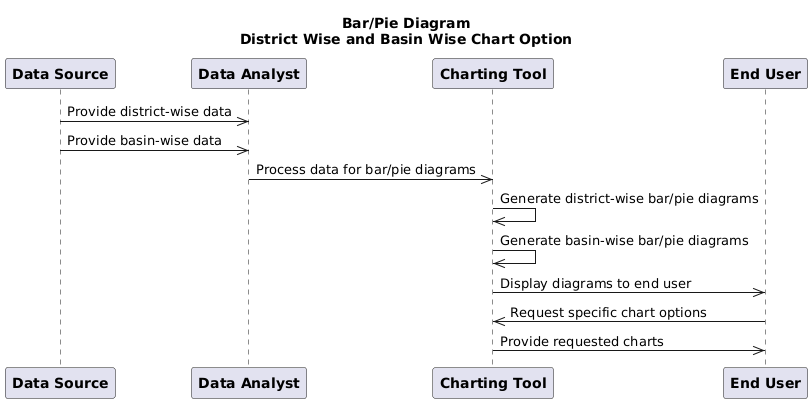 Bar/Pie Diagram
District Wise and Basin Wise Chart Option
Data Source
Data Analyst
Charting Tool
End User
Provide district-wise data
Provide basin-wise data
Process data for bar/pie diagrams
Generate district-wise bar/pie diagrams
Generate basin-wise bar/pie diagrams
Display diagrams to end user
Request specific chart options
Provide requested charts
Data Source
Data Analyst
Charting Tool
End User